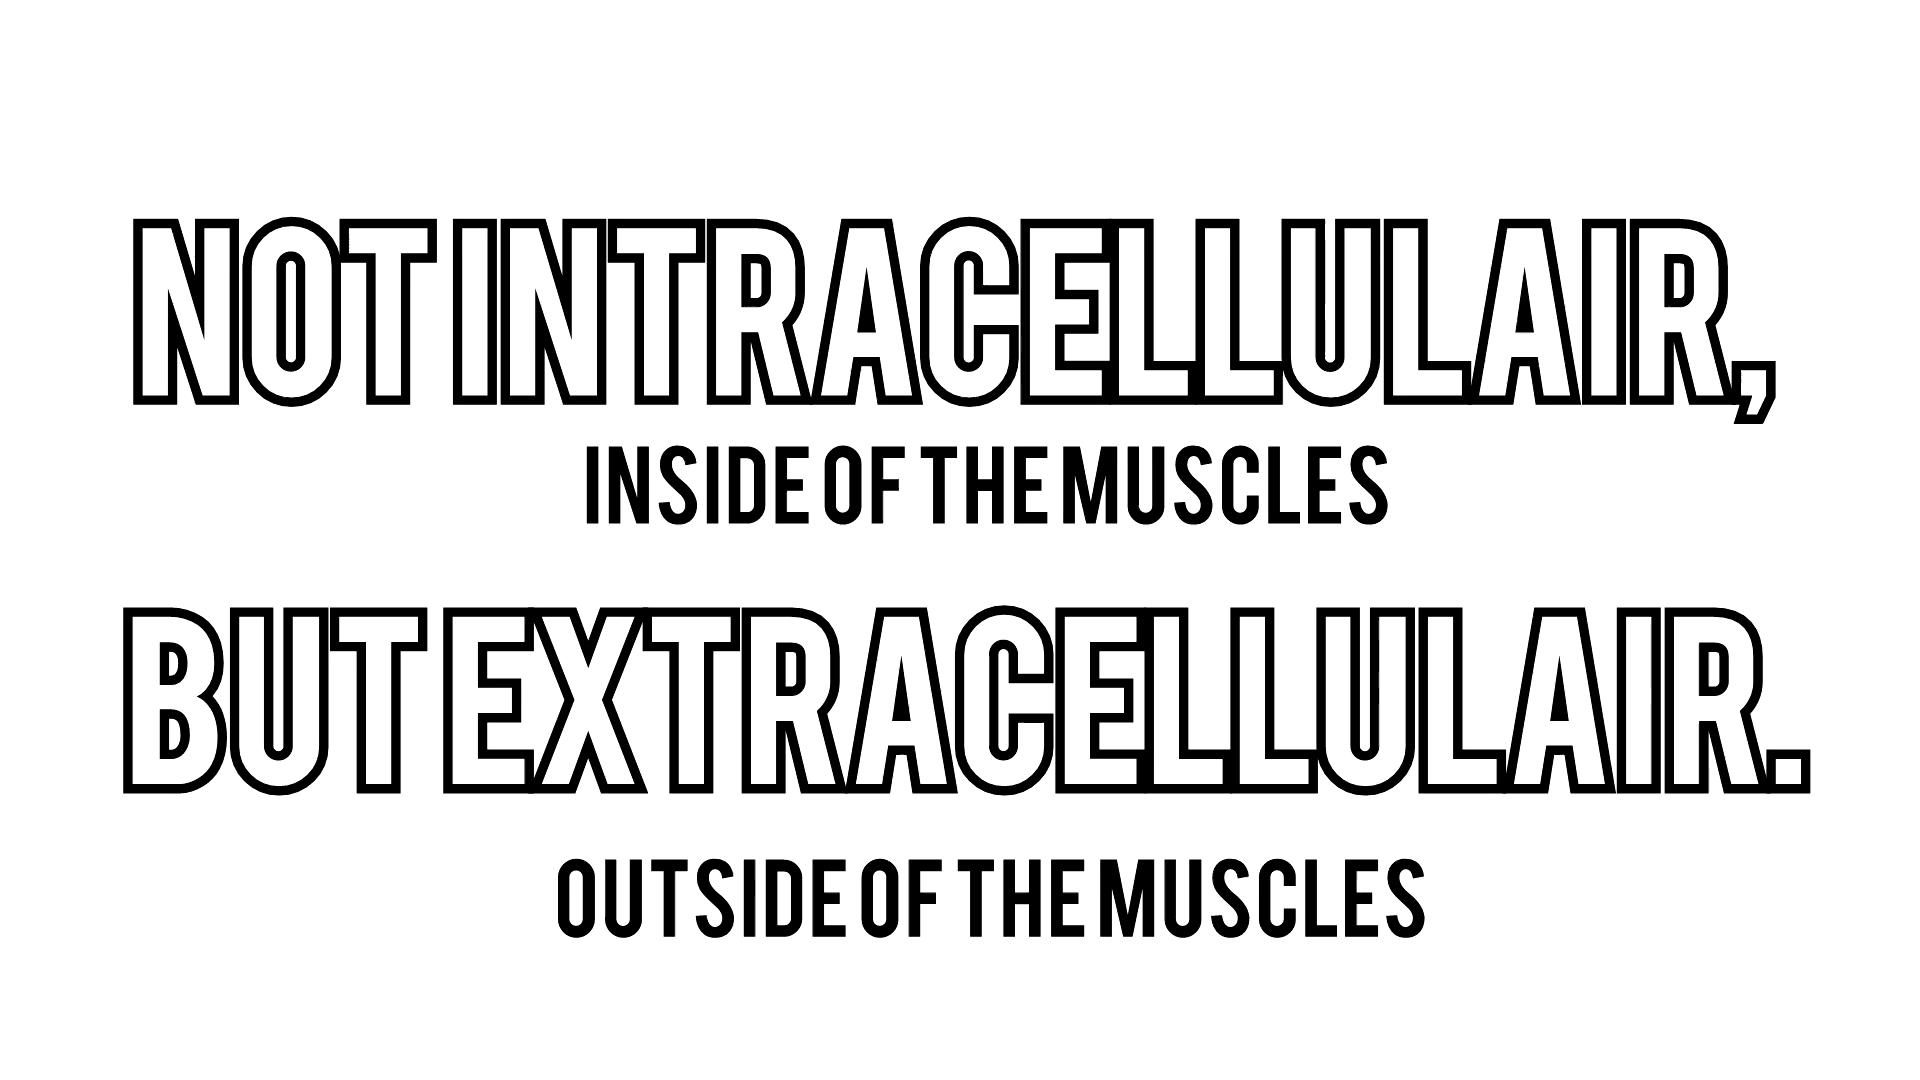 NOT INTRACELLULAIR,
INSIDE OF THE MUSCLES
BUT EXTRACELLULAIR.
OUTSIDE OF THE MUSCLES